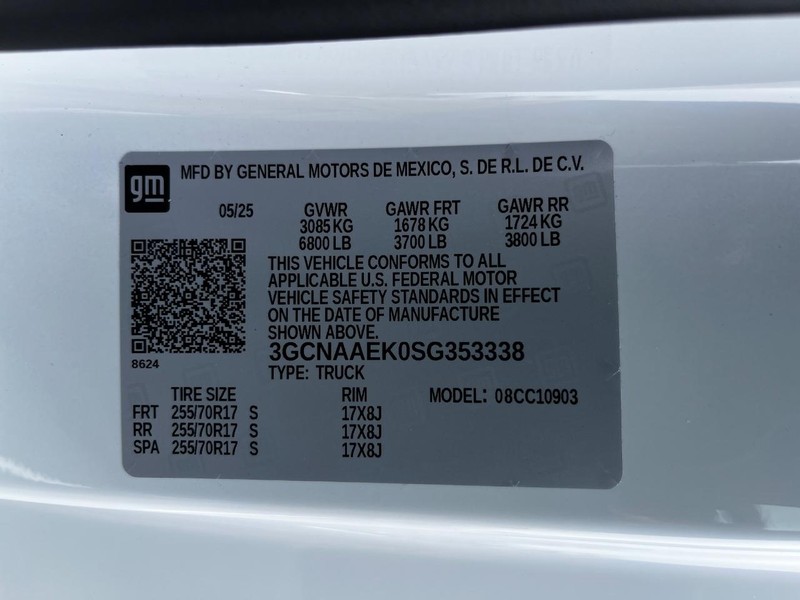 gm
MFD BY GENERAL MOTORS DE MEXICO, S. DE R.L. DE C.V.
05/25 GVWR GAWR FRT GAWR RR
3085 KG 1678 KG 1724 KG
6800 LB 3700 LB 3800 LB
THIS VEHICLE CONFORMS TO ALL
APPLICABLE U.S. FEDERAL MOTOR
VEHICLE SAFETY STANDARDS IN EFFECT
ON THE DATE OF MANUFACTURE
SHOWN ABOVE.
8624
3GCNAAEK0SG353338
TYPE: TRUCK
TIRE SIZE RIM MODEL: 08CC10903
FRT 255/70R17 S 17X8J
RR 255/70R17 S 17X8J
SPA 255/70R17 S 17X8J